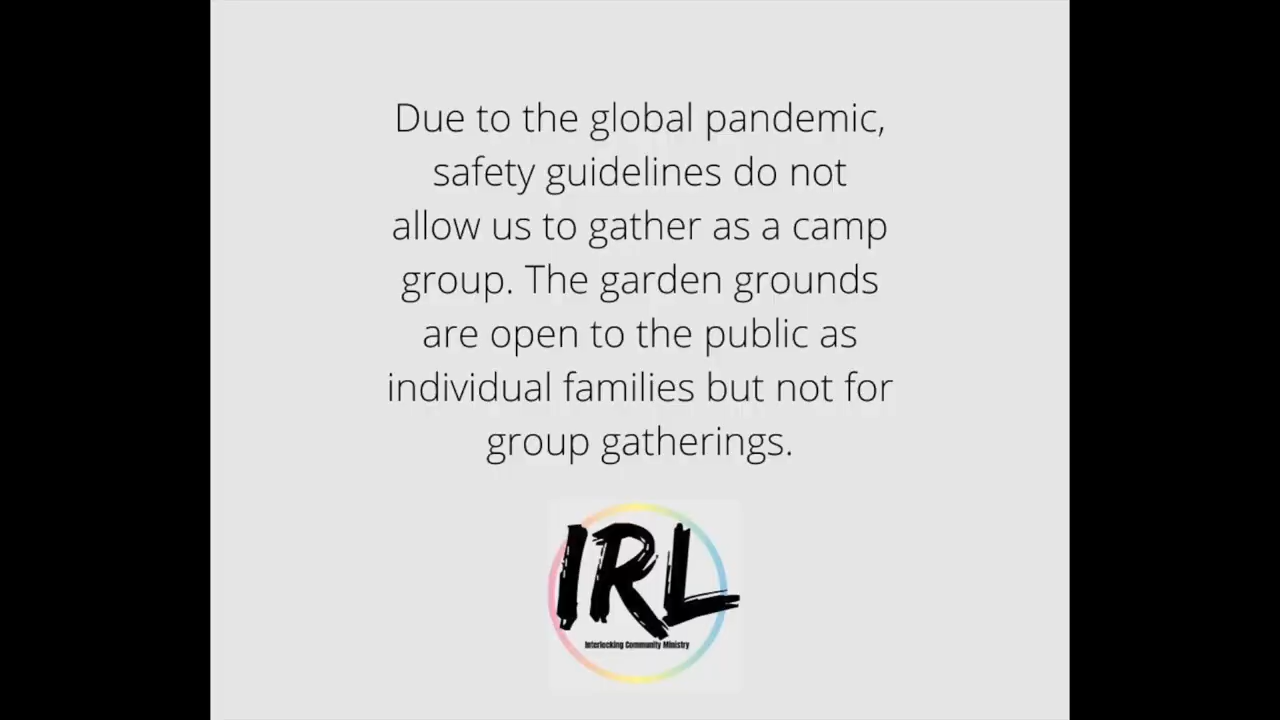 Due to the global pandemic,
safety guidelines do not
allow us to gather as a camp
group. The garden grounds
are open to the public as
individual families but not for
group gatherings.
IRL
Interlocking Community Ministry